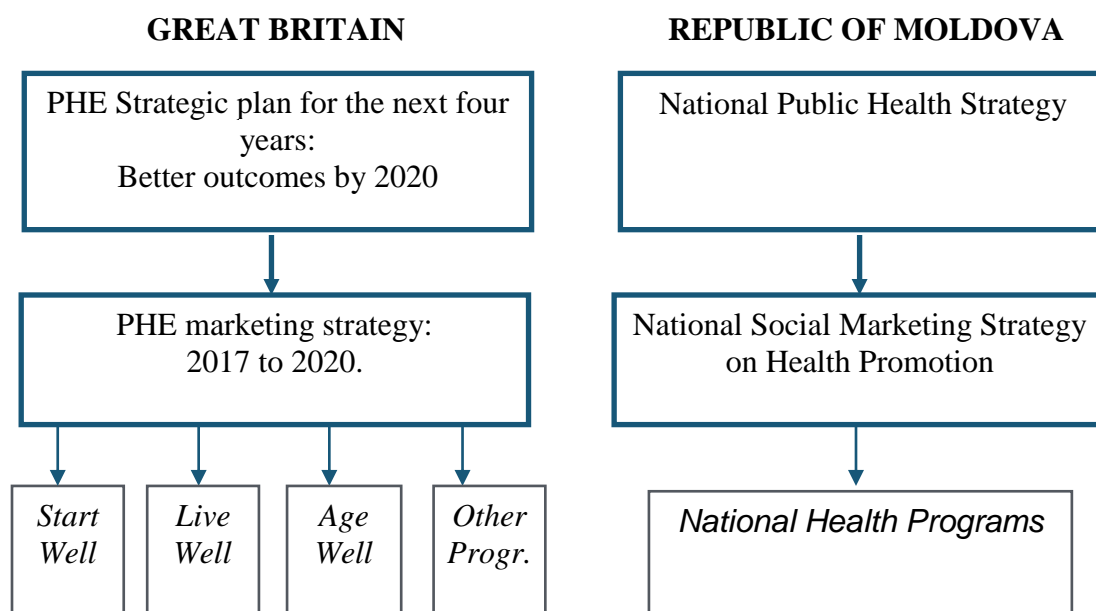 GREAT BRITAIN
PHE Strategic plan for the next four
years:
Better outcomes by 2020
PHE marketing strategy:
2017 to 2020.
Start
Well
Live
Well
Age
Well
Other
Progr.
REPUBLIC OF MOLDOVA
National Public Health Strategy
National Social Marketing Strategy
on Health Promotion
National Health Programs